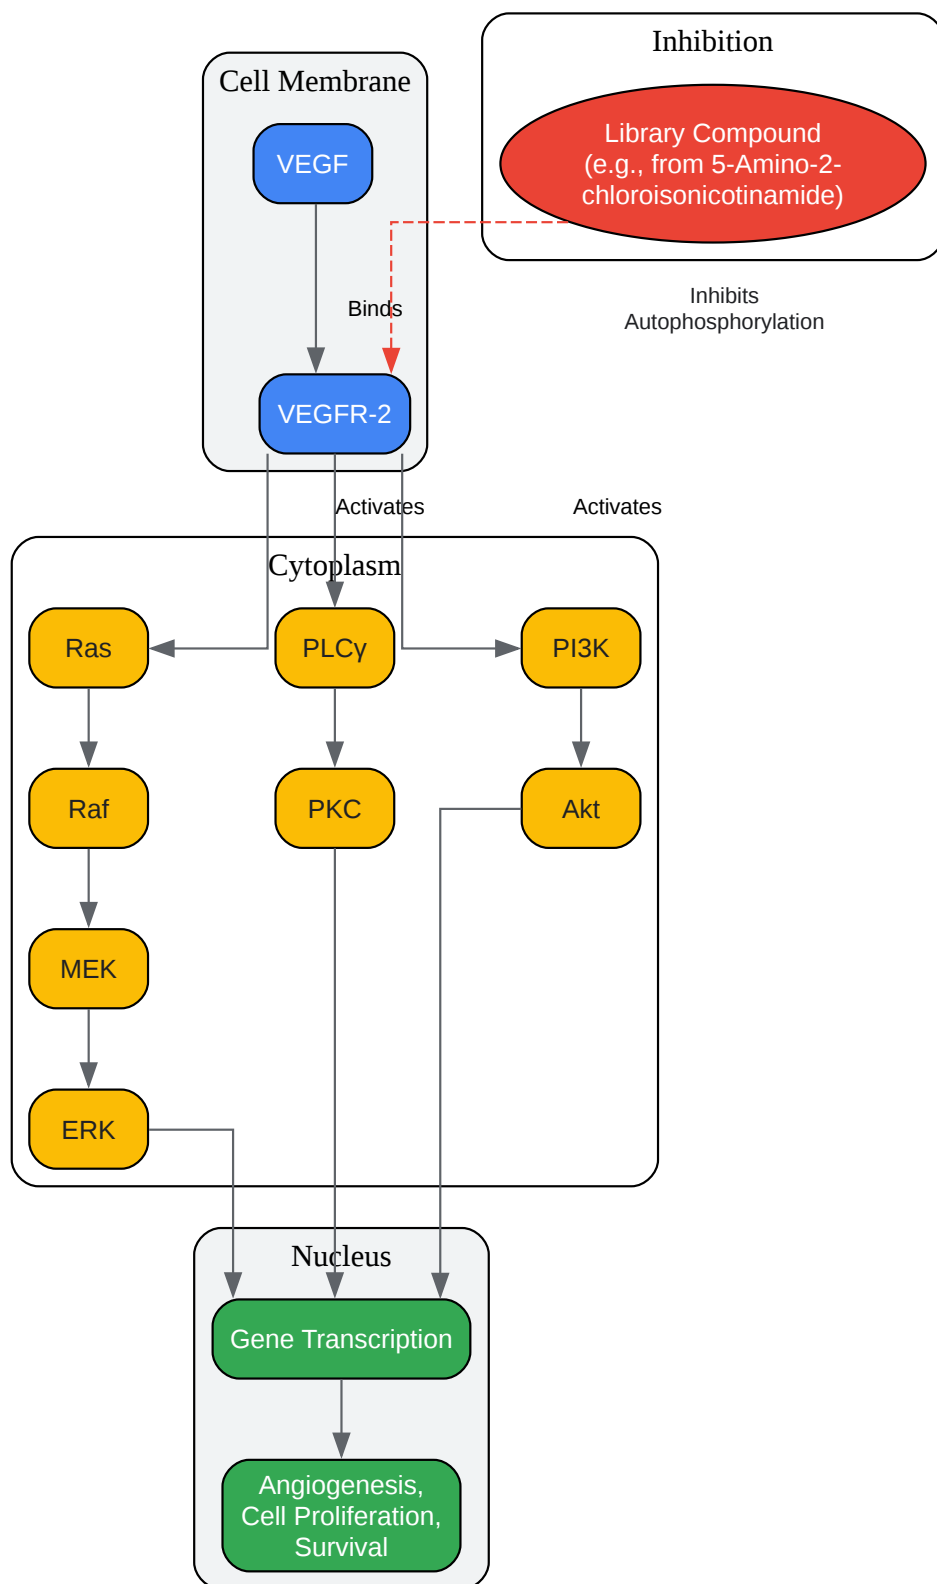 Inhibition
Cell Membrane
Library Compound
(e.g., from 5-Amino-2-
chloroisonicotinamide)
VEGF
Inhibits
Autophosphorylation
Binds
VEGFR-2
Activates
Activates
Cytoplasm
Ras
PLCγ
PI3K
Raf
PKC
Akt
MEK
ERK
Nucleus
Gene Transcription
Angiogenesis,
Cell Proliferation,
Survival